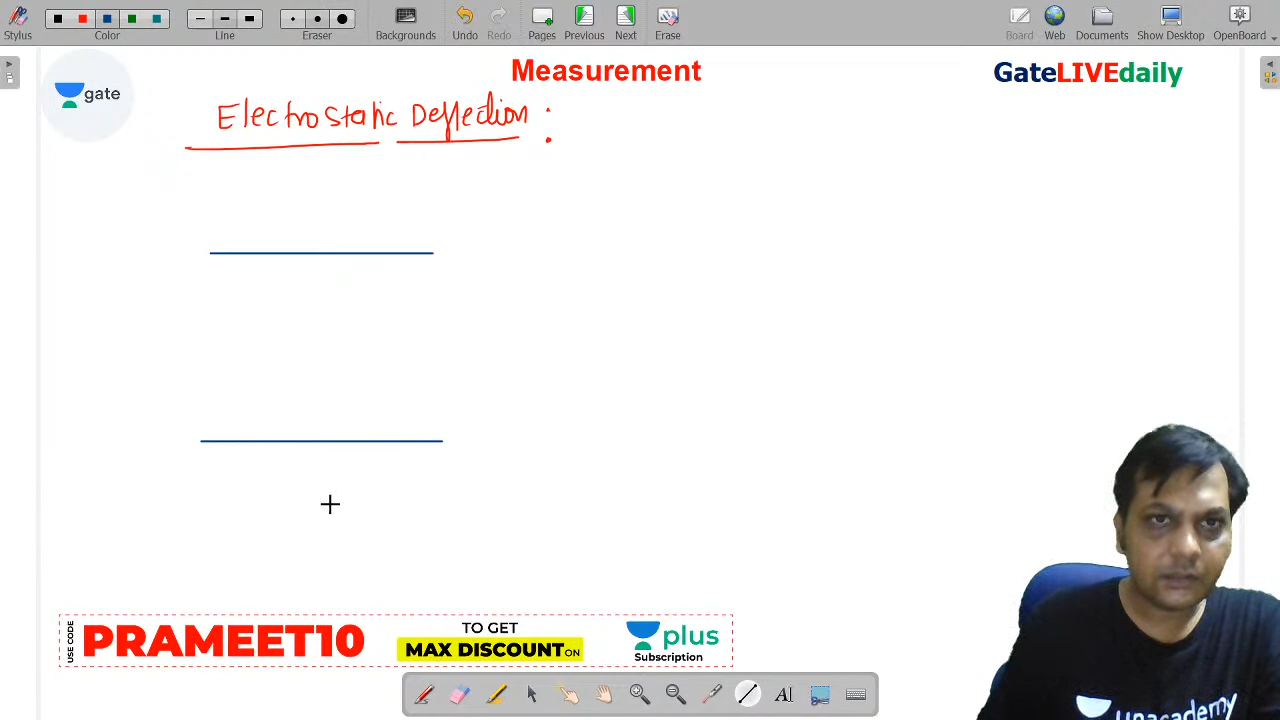 Stylus
Color
Line
Eraser
Backgrounds
Undo
Redo
Pages
Previous
Next
Erase
Board
Web
Documents
Show Desktop
OpenBoard
gate
Measurement
GateLIVEdaily
Electrostatic Deflection :
USE CODE
PRAMEET10
TO GET
MAX DISCOUNT ON
plus
Subscription
AI
unacademy